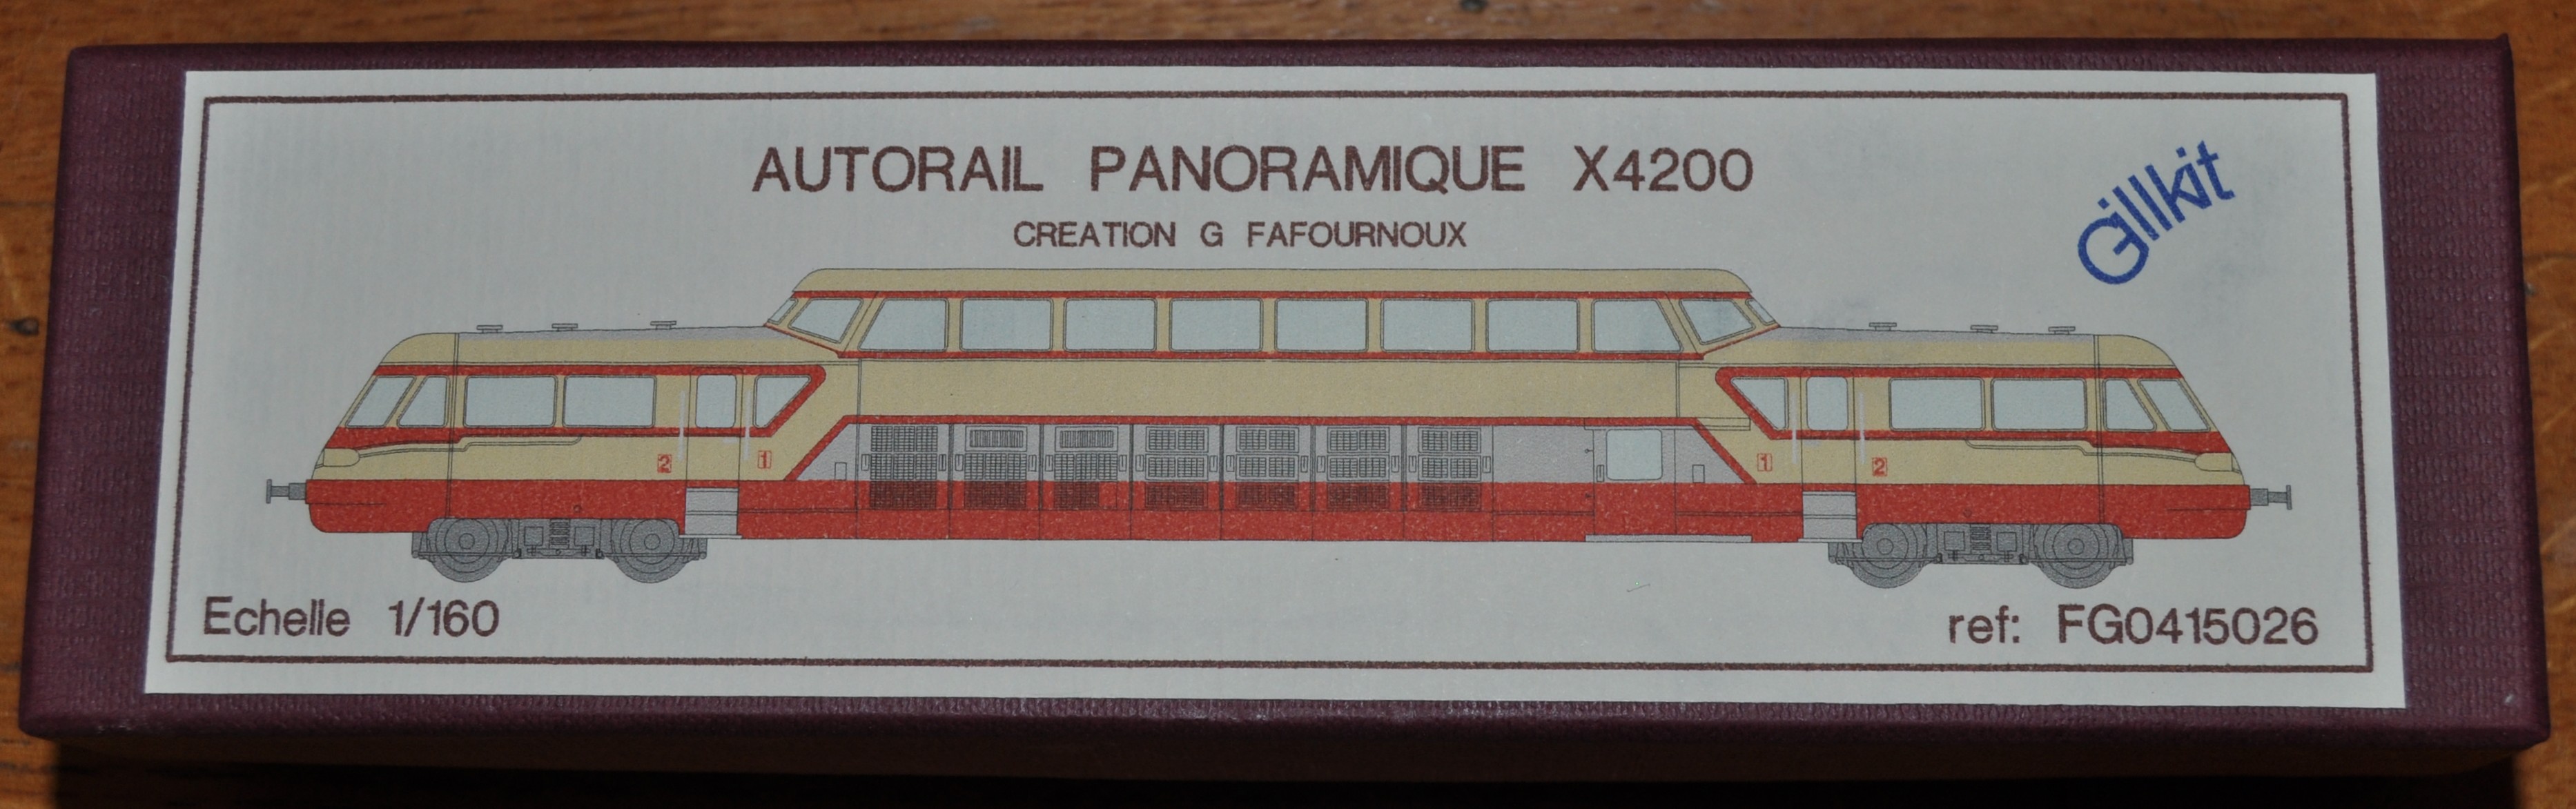 AUTORAIL PANORAMIQUE X4200
Gillkit
CREATION G FAFOURNOUX
2
1
1
2
Echelle 1/160
ref: FG0415026